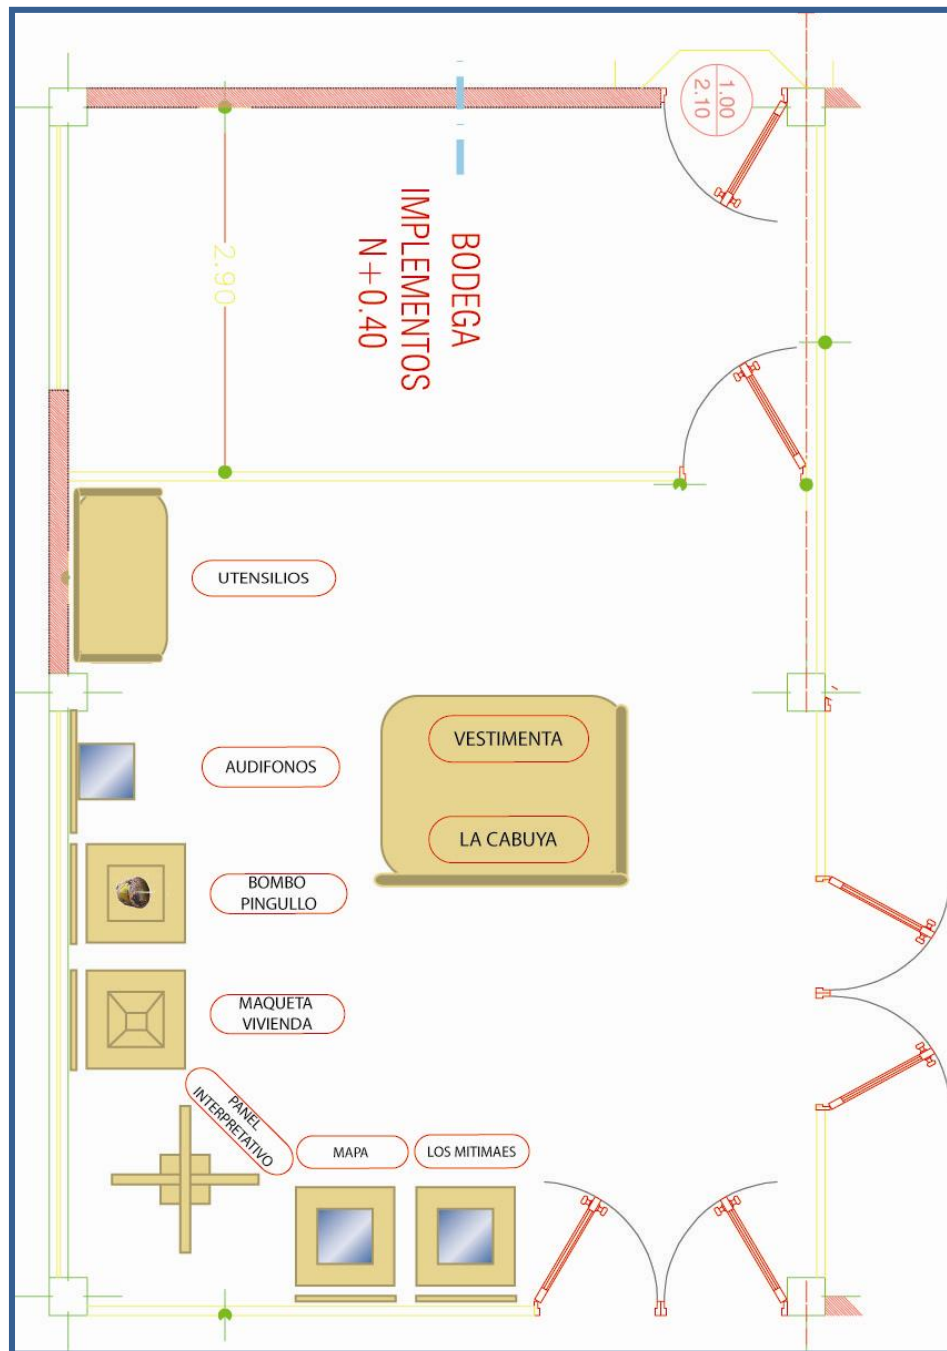 1.00
2.10
BODEGA
IMPLEMENTOS
N+0.40
2.90
UTENSILIOS
VESTIMENTA
AUDIFONOS
LA CABUYA
BOMBO
PINGULLO
MAQUETA
VIVIENDA
PANEL
INTERPRETATIVO
MAPA
LOS MITIMAES